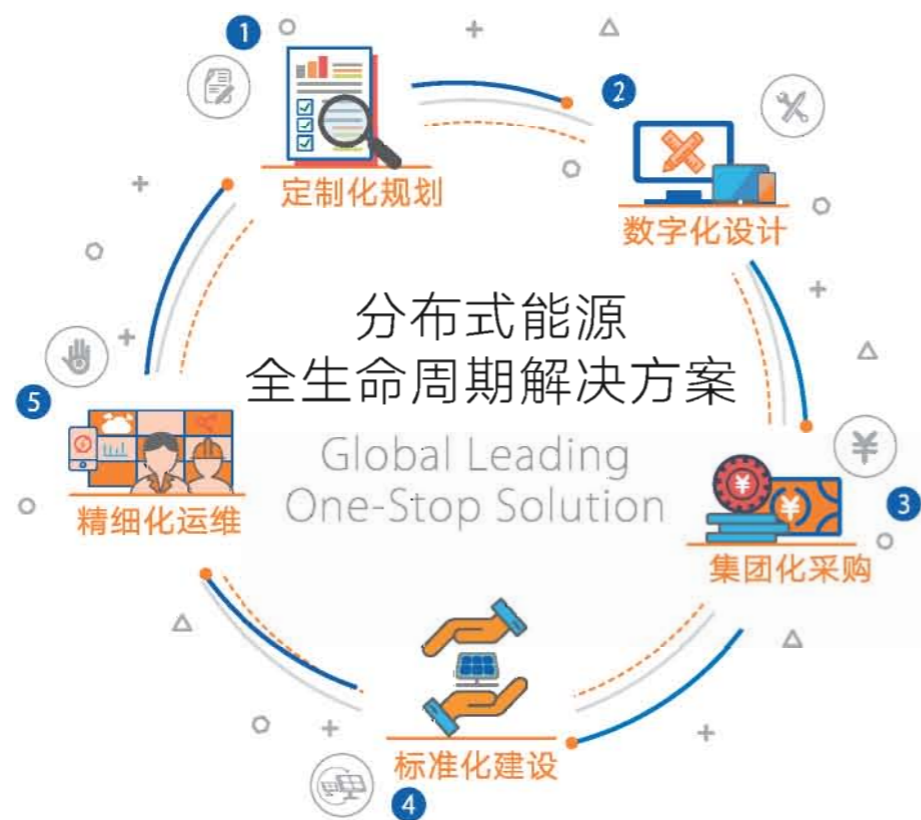 1
定制化规划
2
数字化设计
分布式能源
全生命周期解决方案
Global Leading
One-Stop Solution
¥
¥
¥
3
集团化采购
标准化建设
4
5
精细化运维